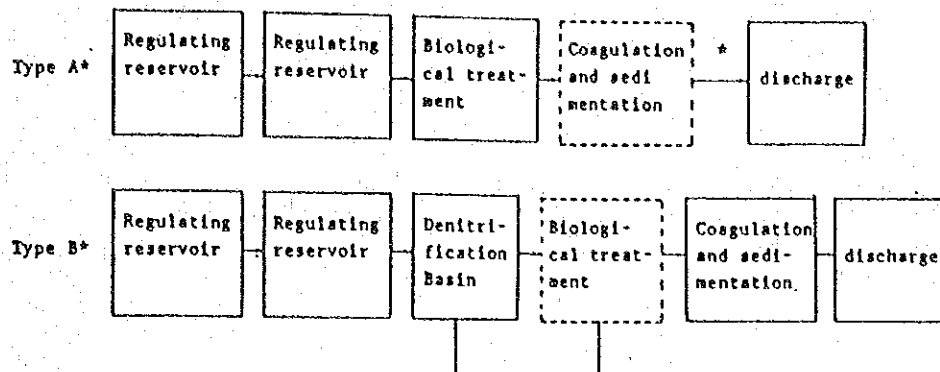 Type A*
Regulating
reservoir
Regulating
reservoir
Biologi-
cal treat-
ment
Coagulation
and sedi
mentation
*
discharge
Type B*
Regulating
reservoir
Regulating
reservoir
Denitri-
fication
Basin
Biologi-
cal treat-
ment
Coagulation
and sedi-
mentation.
discharge